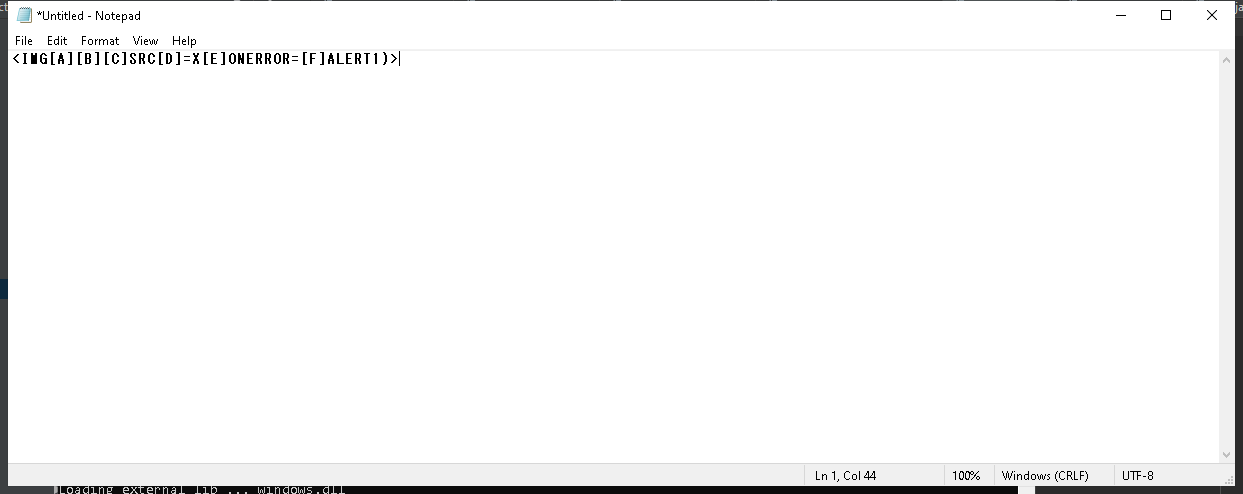 *Untitled - Notepad
File Edit Format View Help
<IMG[A][B][C]SRC[D]=X[E]ONERROR=[F]ALERT1)>
Ln 1, Col 44 100% Windows (CRLF) UTF-8
Loading external lib ... windows.dll